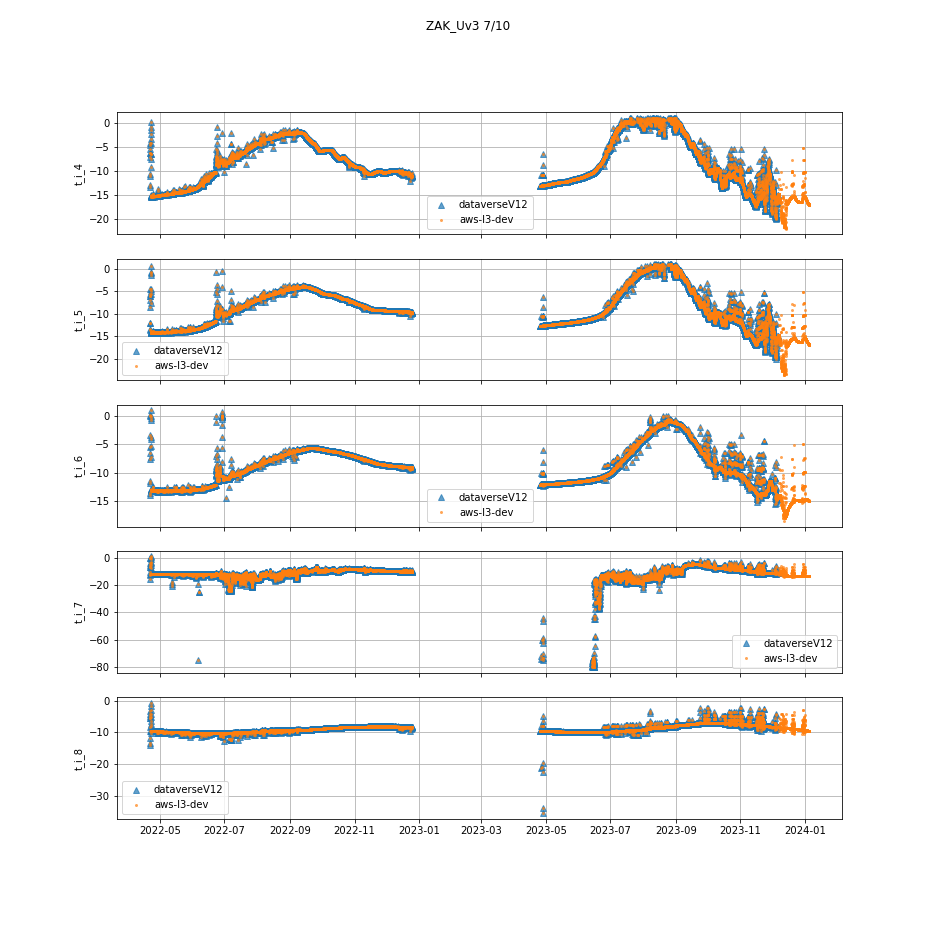 ZAK_Uv3 7/10
0
−5
−10
−15
−20
t_i_4
dataverseV12
aws-l3-dev
0
−5
−10
−15
−20
t_i_5
dataverseV12
aws-l3-dev
0
−5
−10
−15
t_i_6
dataverseV12
aws-l3-dev
0
−20
−40
−60
−80
t_i_7
dataverseV12
aws-l3-dev
0
−10
−20
−30
t_i_8
dataverseV12
aws-l3-dev
2022-05 2022-07 2022-09 2022-11 2023-01 2023-03 2023-05 2023-07 2023-09 2023-11 2024-01